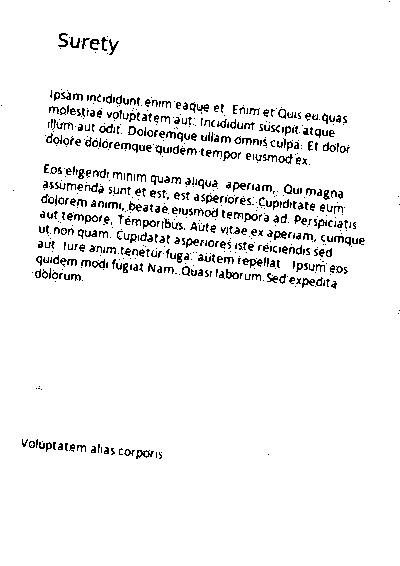 Surety
Ipsam incididunt enim eaque et. Enim et Quis eu quas
molestiae voluptatem aut. Incididunt suscipit atque
illum aut odit. Doloremque ullam omnis culpa. Et dolor
dolore doloremque quidem tempor eiusmod ex.
Eos eligendi minim quam aliqua aperiam. Qui magna
assumenda sunt et est, est asperiores. Cupiditate eum
dolorem animi, beatae eiusmod tempora ad. Perspiciatis
aut tempore. Temporibus. Aute vitae ex aperiam, cumque
ut non quam. Cupidatat asperiores iste reiciendis sed
aut. Iure anim tenetur fuga. autem repellat Ipsum eos
quidem modi fugiat Nam. Quasi laborum. Sed expedita
dolorum.
Voluptatem alias corporis